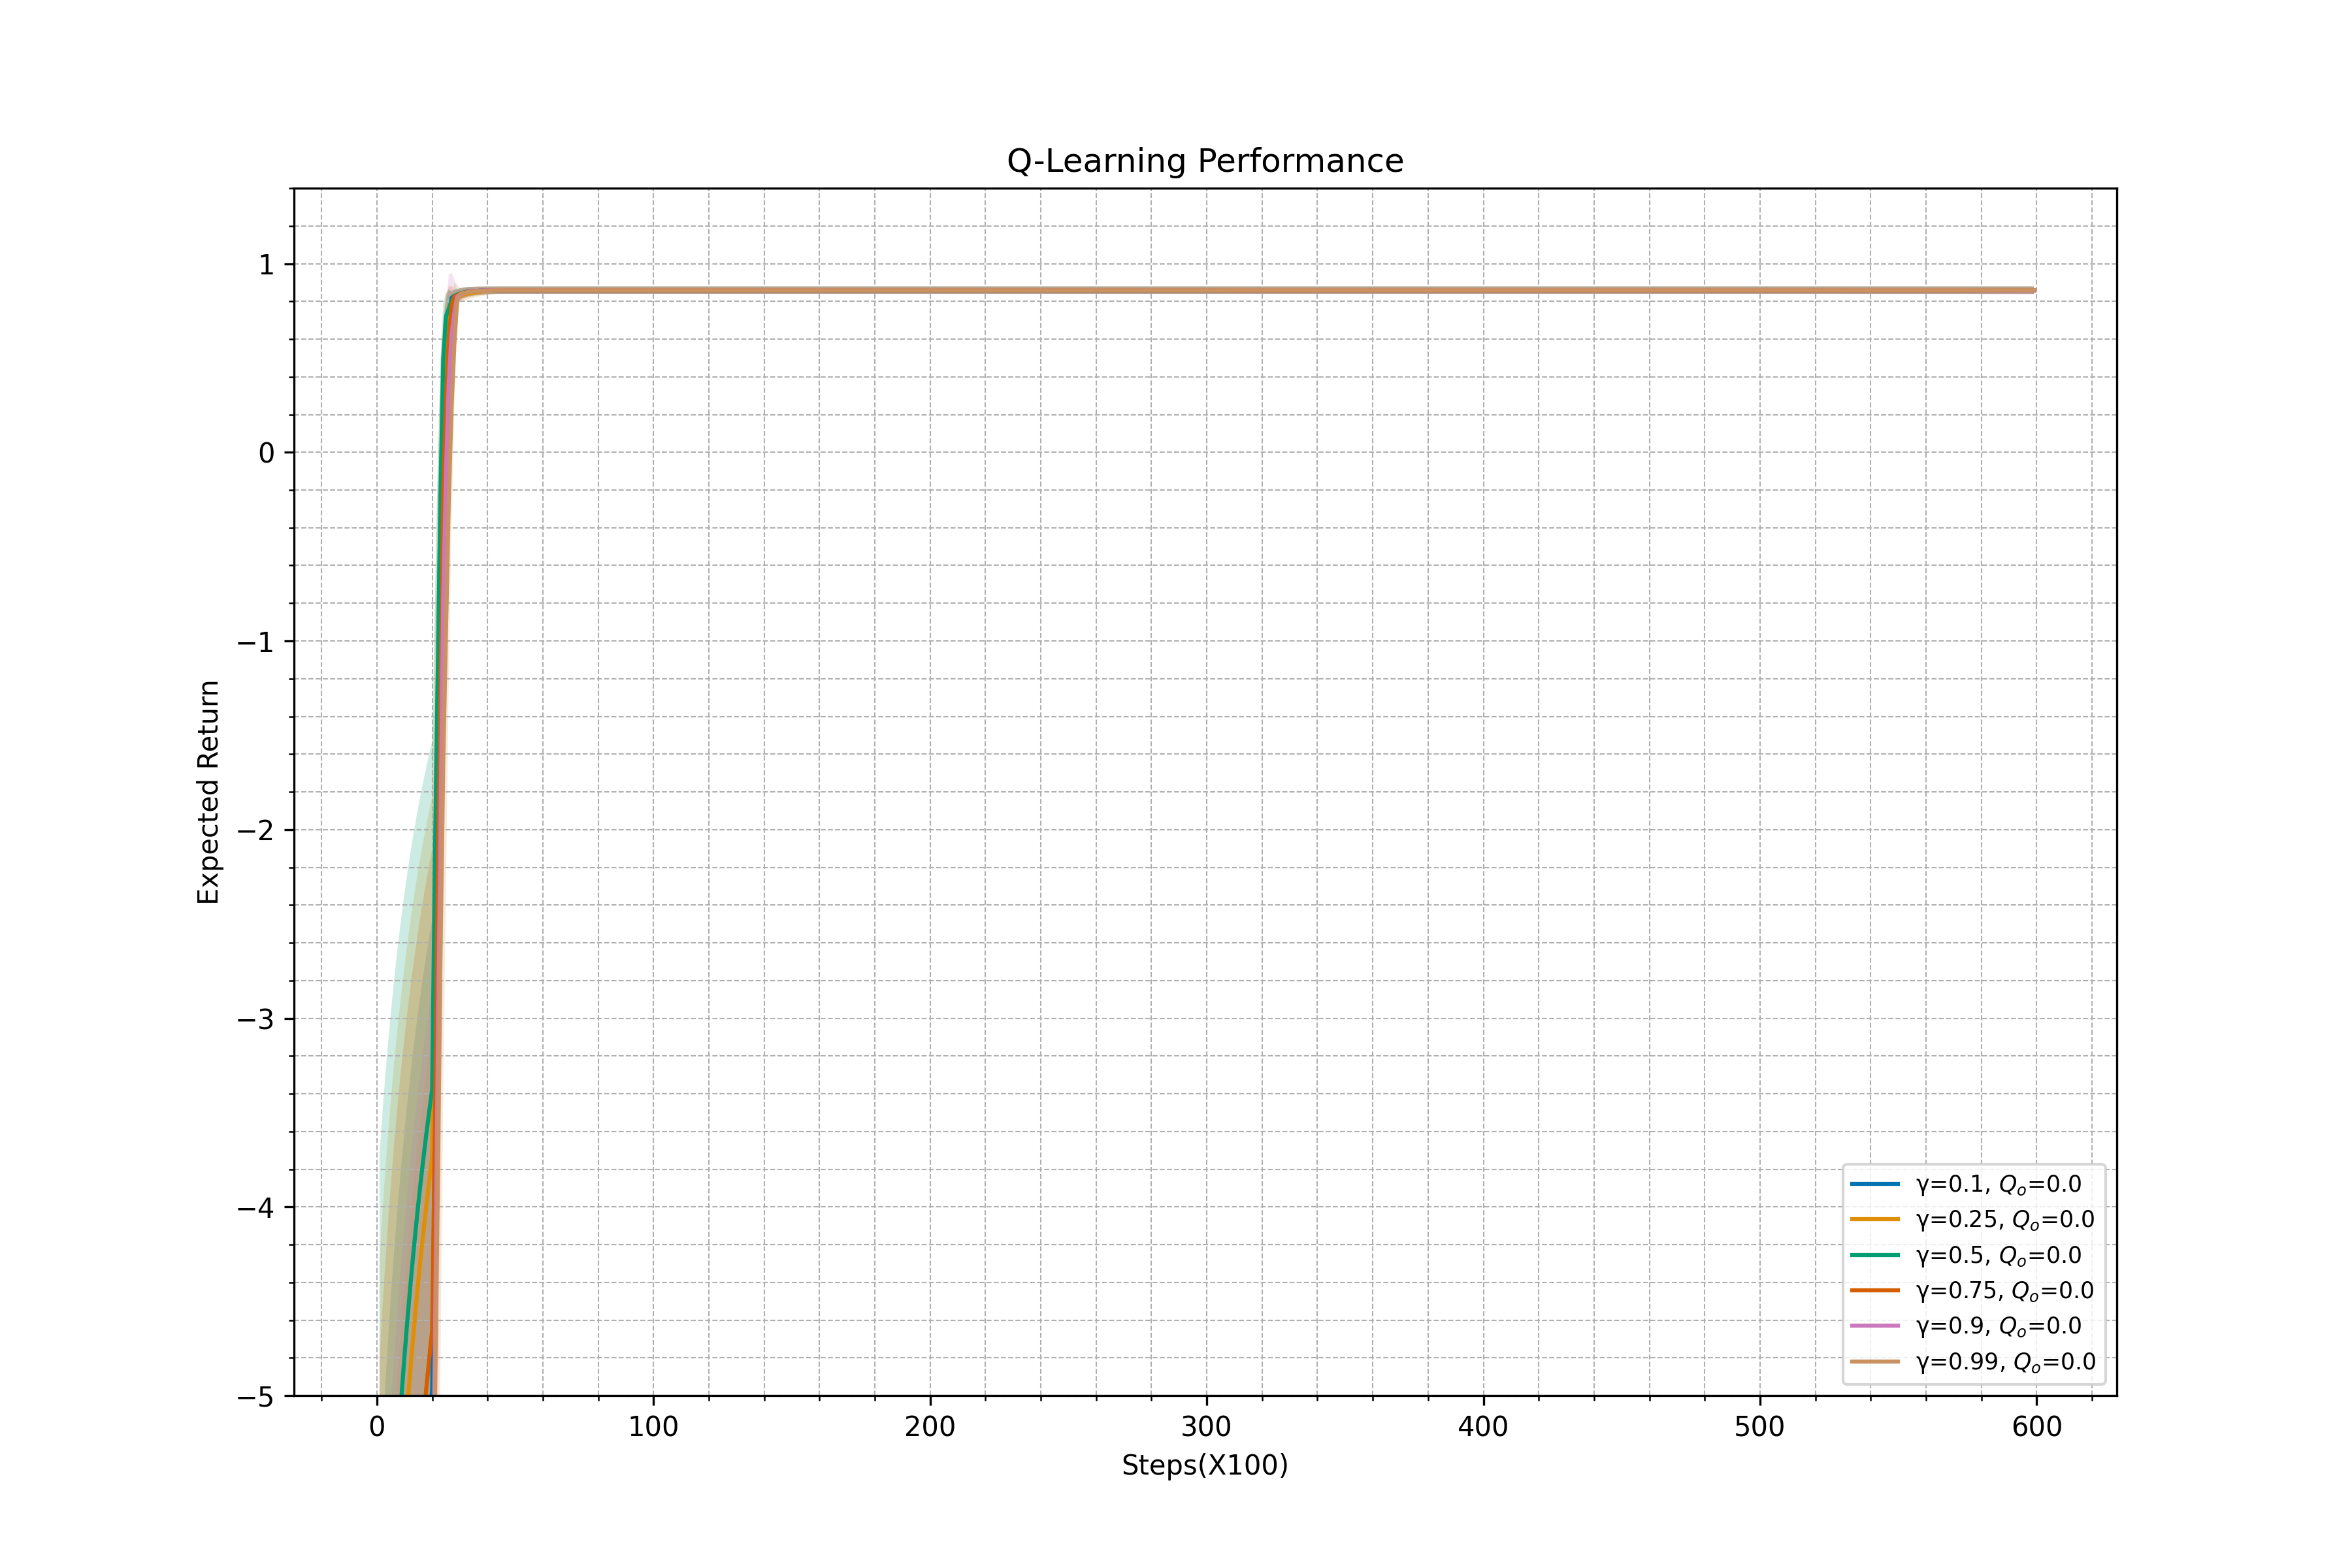 Q-Learning Performance
Expected Return
1
0
−1
−2
−3
−4
−5
0 100 200 300 400 500 600
Steps(X100)
γ=0.1, Qₒ=0.0
γ=0.25, Qₒ=0.0
γ=0.5, Qₒ=0.0
γ=0.75, Qₒ=0.0
γ=0.9, Qₒ=0.0
γ=0.99, Qₒ=0.0